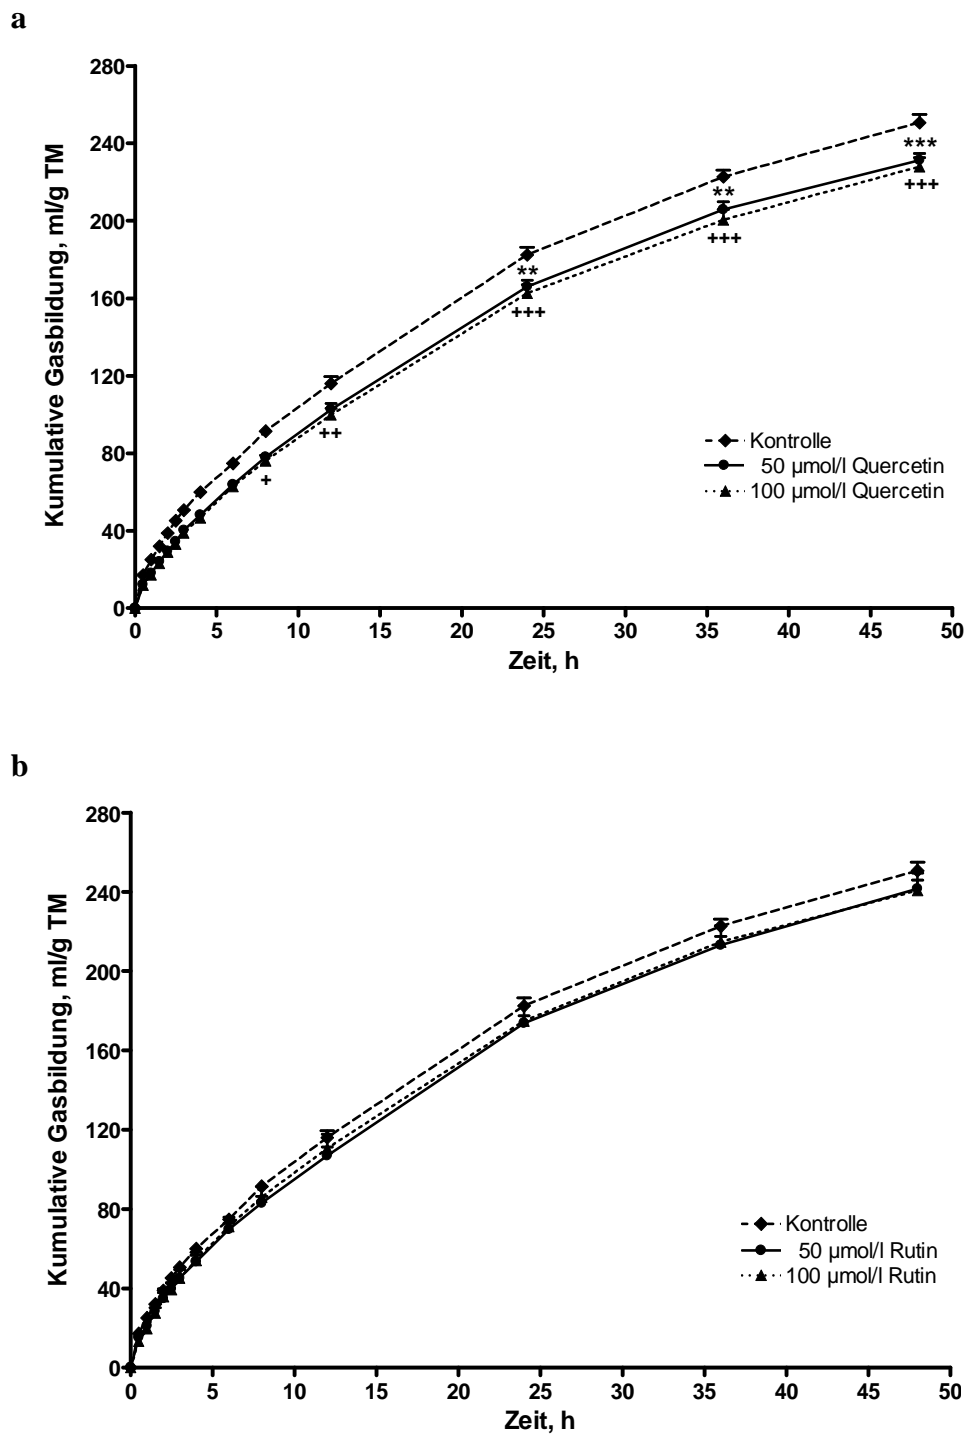 a
280
240
200
160
120
80
40
0
Kumulative Gasbildung, ml/g TM
**
+++
**
+++
***
+++
++
+
Kontrolle
50 µmol/l Quercetin
100 µmol/l Quercetin
0 5 10 15 20 25 30 35 40 45 50
Zeit, h
b
280
240
200
160
120
80
40
0
Kumulative Gasbildung, ml/g TM
Kontrolle
50 µmol/l Rutin
100 µmol/l Rutin
0 5 10 15 20 25 30 35 40 45 50
Zeit, h